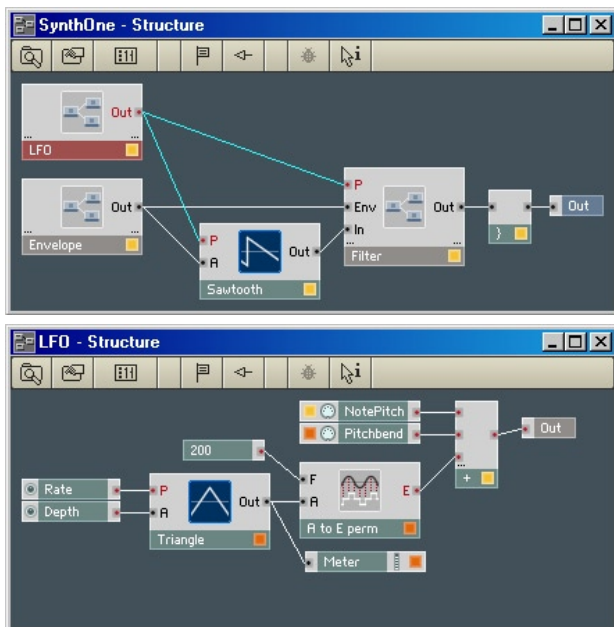 SynthOne - Structure
Out
LFO
Out
Envelope
P
A
Out
Sawtooth
P
Env
In
Out
Filter
}
Out
LFO - Structure
NotePitch
Pitchbend
+
Out
200
Rate
Depth
P
A
Out
Triangle
F
A
E
A to E perm
Meter